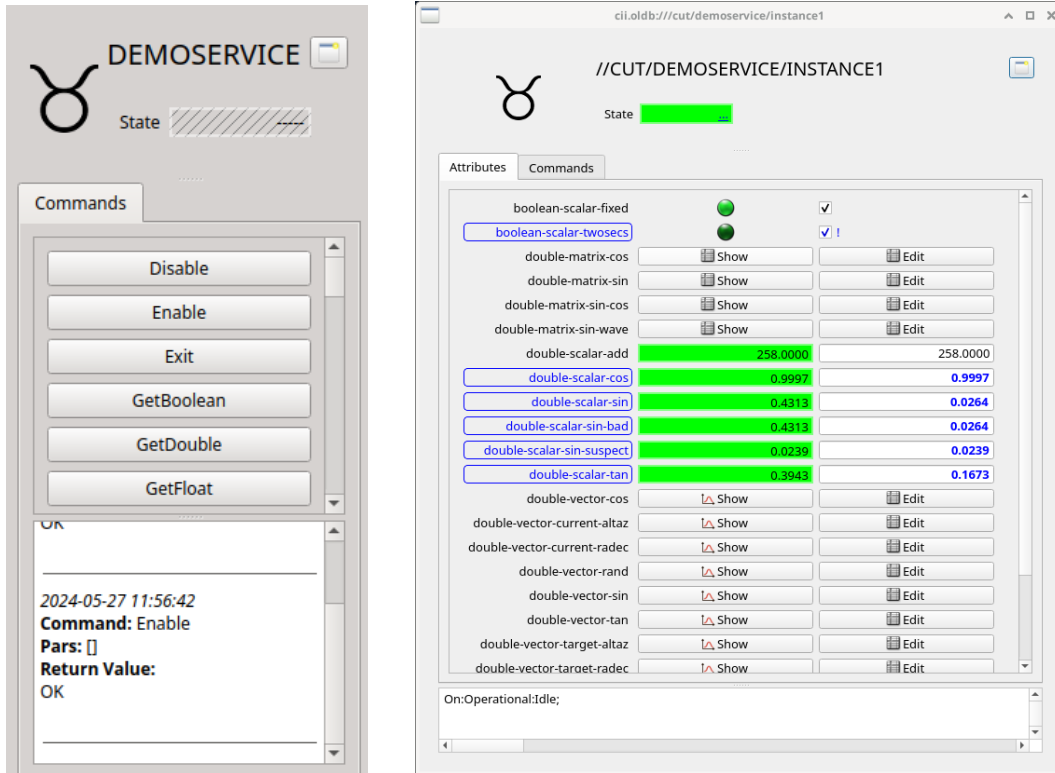 DEMOSERVICE
State -----
Commands
Disable
Enable
Exit
GetBoolean
GetDouble
GetFloat
OK
2024-05-27 11:56:42
Command: Enable
Pars: []
Return Value:
OK
cii.oldb:///cut/demoservice/instance1
//CUT/DEMOSERVICE/INSTANCE1
State ...
Attributes Commands
boolean-scalar-fixed
boolean-scalar-twosecs !
double-matrix-cos Show Edit
double-matrix-sin Show Edit
double-matrix-sin-cos Show Edit
double-matrix-sin-wave Show Edit
double-scalar-add 258.0000 258.0000
double-scalar-cos 0.9997 0.9997
double-scalar-sin 0.4313 0.0264
double-scalar-sin-bad 0.4313 0.0264
double-scalar-sin-suspect 0.0239 0.0239
double-scalar-tan 0.3943 0.1673
double-vector-cos Show Edit
double-vector-current-altaz Show Edit
double-vector-current-radec Show Edit
double-vector-rand Show Edit
double-vector-sin Show Edit
double-vector-tan Show Edit
double-vector-target-altaz Show Edit
double-vector-target-radec Show Edit
On:Operational:Idle;